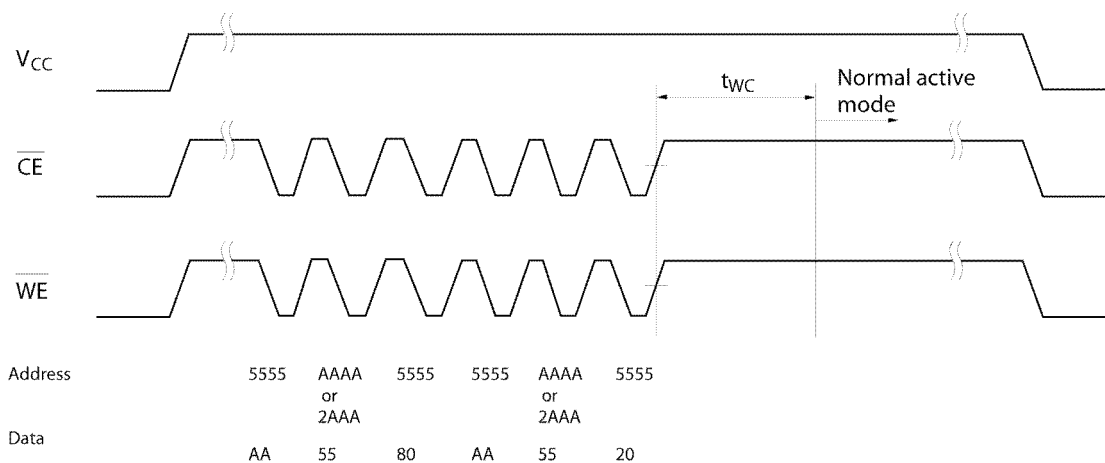 VCC
tWC
Normal active
mode
CE
WE
Address 5555 AAAA 5555 5555 AAAA 5555
or or
2AAA 2AAA
Data
AA 55 80 AA 55 20